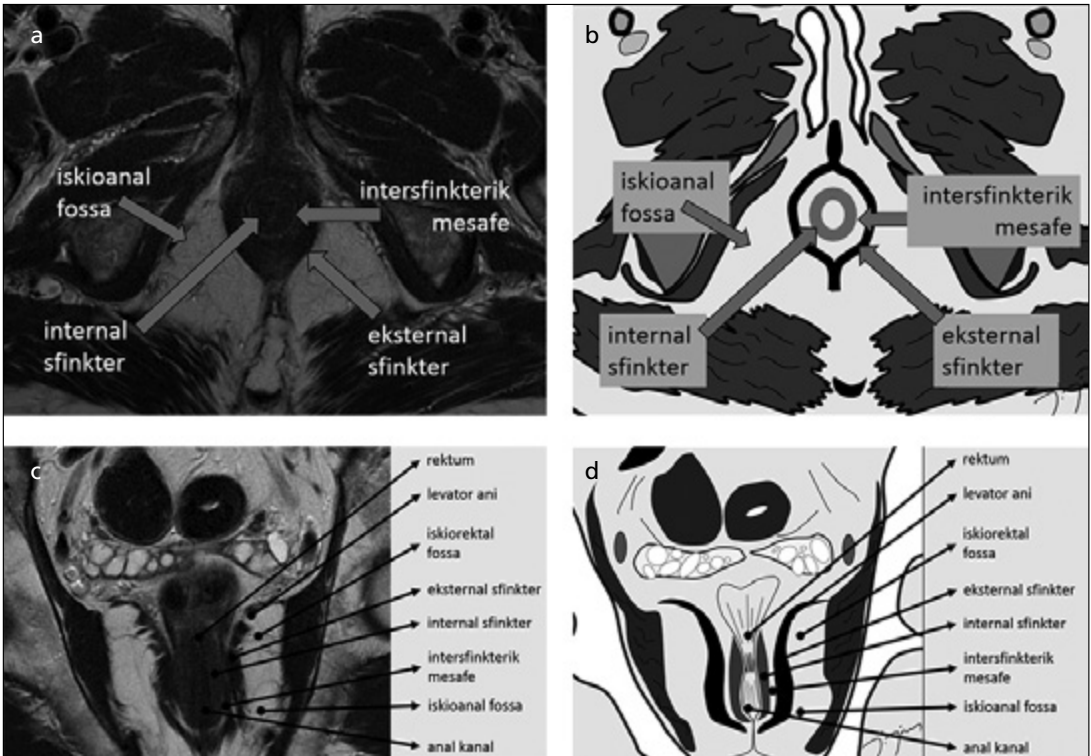 a
iskioanal
fossa
intersfinkterik
mesafe
internal
sfinkter
eksternal
sfinkter
b
iskioanal
fossa
intersfinkterik
mesafe
internal
sfinkter
eksternal
sfinkter
c
rektum
levator ani
iskiorektal
fossa
eksternal sfinkter
internal sfinkter
intersfinkterik
mesafe
iskioanal fossa
anal kanal
d
rektum
levator ani
iskiorektal
fossa
eksternal sfinkter
internal sfinkter
intersfinkterik
mesafe
iskioanal fossa
anal kanal